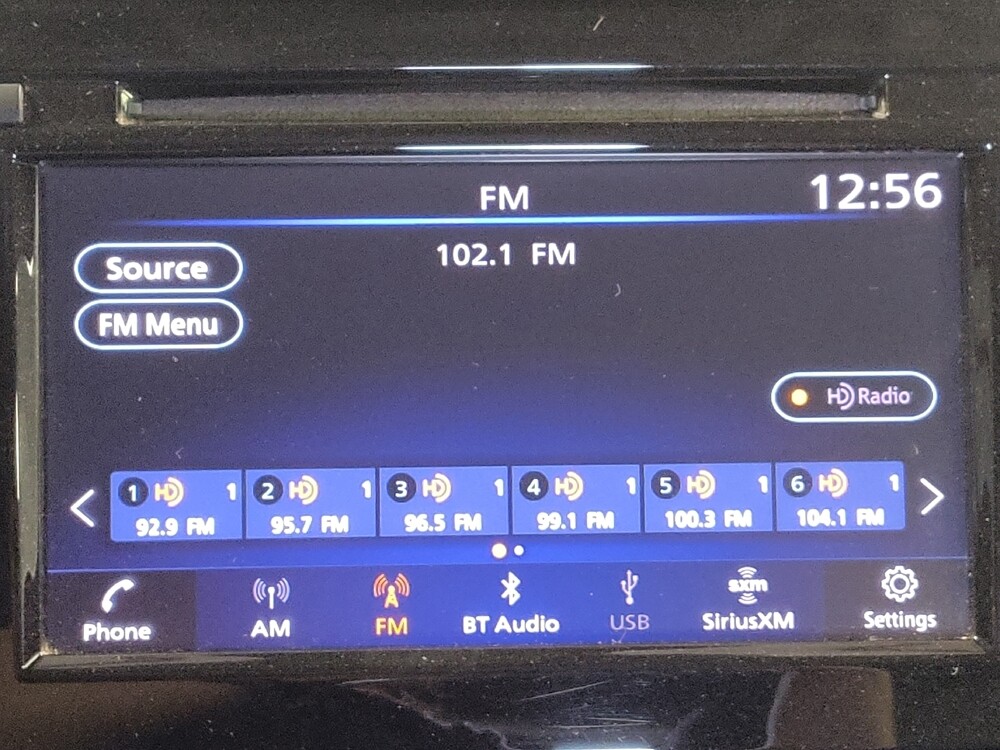 FM
12:56
102.1 FM
Source
FM Menu
HD Radio
1 HD 1
92.9 FM
2 HD 1
95.7 FM
3 HD 1
96.5 FM
4 HD 1
99.1 FM
5 HD 1
100.3 FM
6 HD 1
104.1 FM
Phone
AM
FM
BT Audio
USB
sxm
SiriusXM
Settings